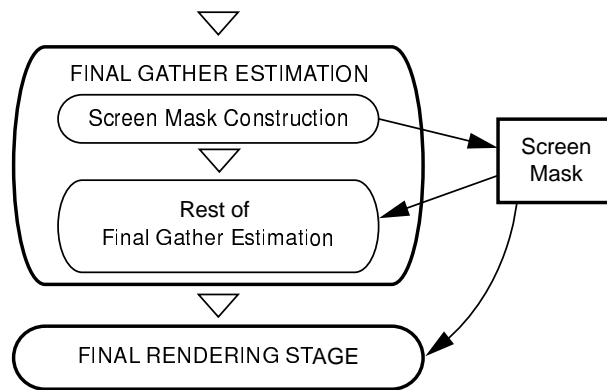 FINAL GATHER ESTIMATION
Screen Mask Construction
Rest of
Final Gather Estimation
Screen
Mask
FINAL RENDERING STAGE